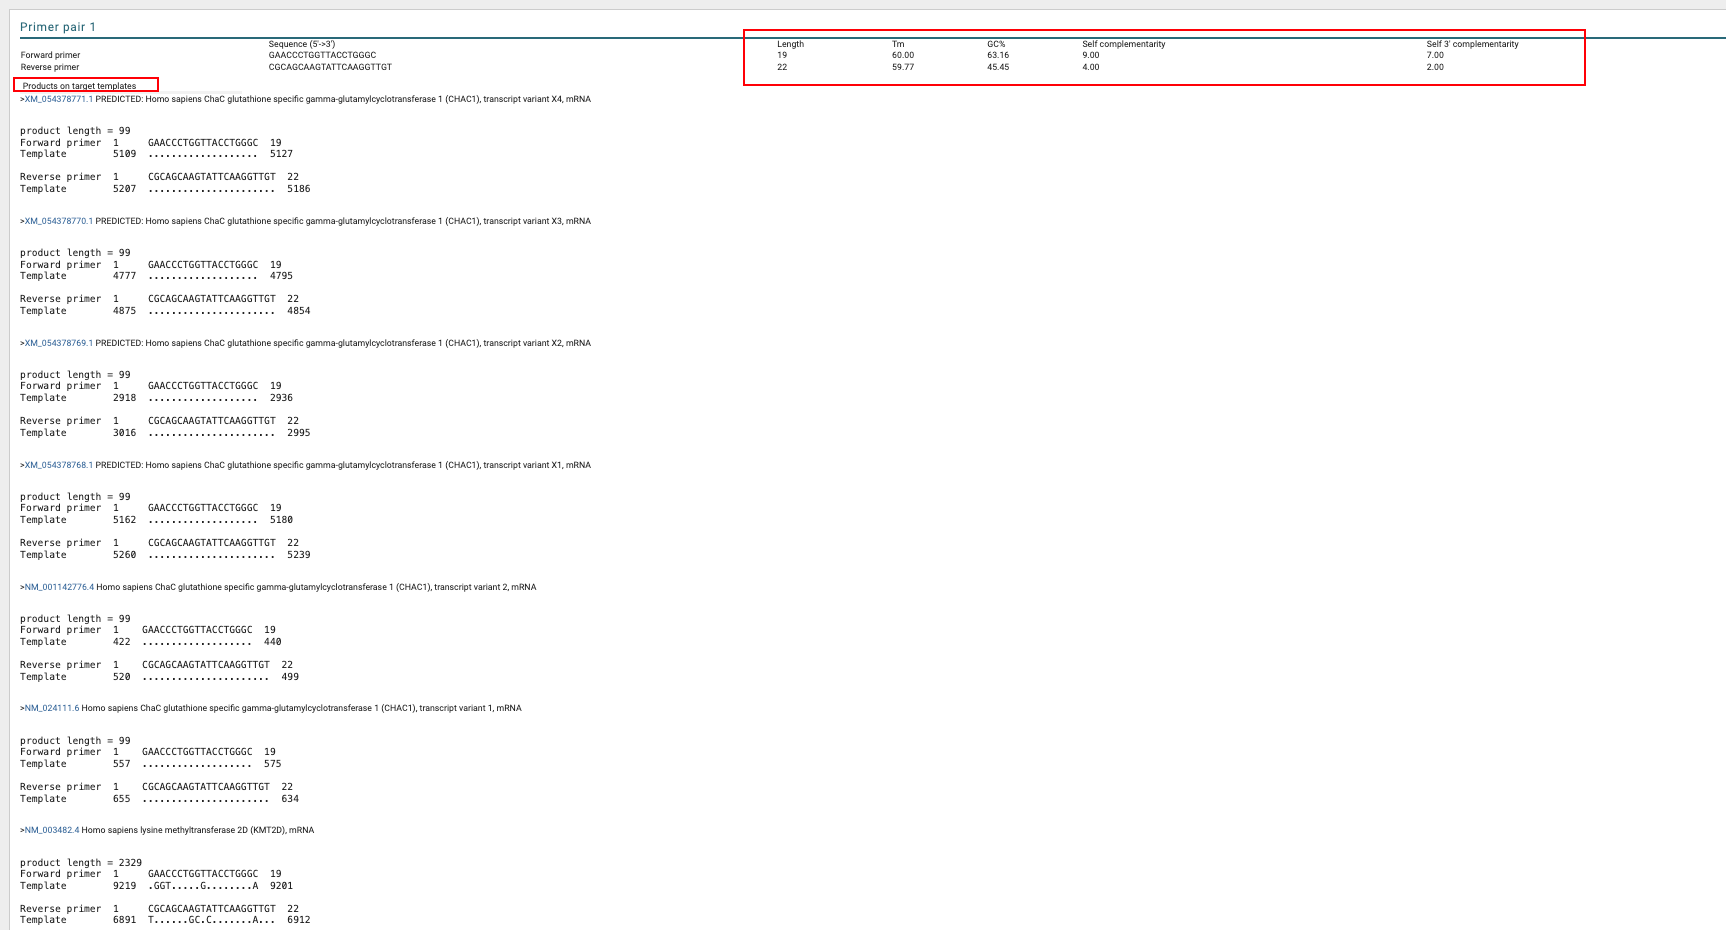 Primer pair 1
Sequence (5'->3') Length Tm GC% Self complementarity Self 3' complementarity
Forward primer GAACCCTGGTTACCTGGGC 19 60.00 63.16 9.00 7.00
Reverse primer CGCAGCAAGTATTCAAGGTTGT 22 59.77 45.45 4.00 2.00
Products on target templates
>XM_054378771.1 PREDICTED: Homo sapiens ChaC glutathione specific gamma-glutamylcyclotransferase 1 (CHAC1), transcript variant X4, mRNA
product length = 99
Forward primer 1 GAACCCTGGTTACCTGGGC 19
Template 5109 ................... 5127
Reverse primer 1 CGCAGCAAGTATTCAAGGTTGT 22
Template 5207 ...................... 5186
>XM_054378770.1 PREDICTED: Homo sapiens ChaC glutathione specific gamma-glutamylcyclotransferase 1 (CHAC1), transcript variant X3, mRNA
product length = 99
Forward primer 1 GAACCCTGGTTACCTGGGC 19
Template 4777 ................... 4795
Reverse primer 1 CGCAGCAAGTATTCAAGGTTGT 22
Template 4875 ...................... 4854
>XM_054378769.1 PREDICTED: Homo sapiens ChaC glutathione specific gamma-glutamylcyclotransferase 1 (CHAC1), transcript variant X2, mRNA
product length = 99
Forward primer 1 GAACCCTGGTTACCTGGGC 19
Template 2918 ................... 2936
Reverse primer 1 CGCAGCAAGTATTCAAGGTTGT 22
Template 3016 ...................... 2995
>XM_054378768.1 PREDICTED: Homo sapiens ChaC glutathione specific gamma-glutamylcyclotransferase 1 (CHAC1), transcript variant X1, mRNA
product length = 99
Forward primer 1 GAACCCTGGTTACCTGGGC 19
Template 5162 ................... 5180
Reverse primer 1 CGCAGCAAGTATTCAAGGTTGT 22
Template 5260 ...................... 5239
>NM_001142776.4 Homo sapiens ChaC glutathione specific gamma-glutamylcyclotransferase 1 (CHAC1), transcript variant 2, mRNA
product length = 99
Forward primer 1 GAACCCTGGTTACCTGGGC 19
Template 422 ................... 440
Reverse primer 1 CGCAGCAAGTATTCAAGGTTGT 22
Template 520 ...................... 499
>NM_024111.6 Homo sapiens ChaC glutathione specific gamma-glutamylcyclotransferase 1 (CHAC1), transcript variant 1, mRNA
product length = 99
Forward primer 1 GAACCCTGGTTACCTGGGC 19
Template 557 ................... 575
Reverse primer 1 CGCAGCAAGTATTCAAGGTTGT 22
Template 655 ...................... 634
>NM_003482.4 Homo sapiens lysine methyltransferase 2D (KMT2D), mRNA
product length = 2329
Forward primer 1 GAACCCTGGTTACCTGGGC 19
Template 9219 .GGT.....G........A 9201
Reverse primer 1 CGCAGCAAGTATTCAAGGTTGT 22
Template 6891 T......GC.C.......A... 6912